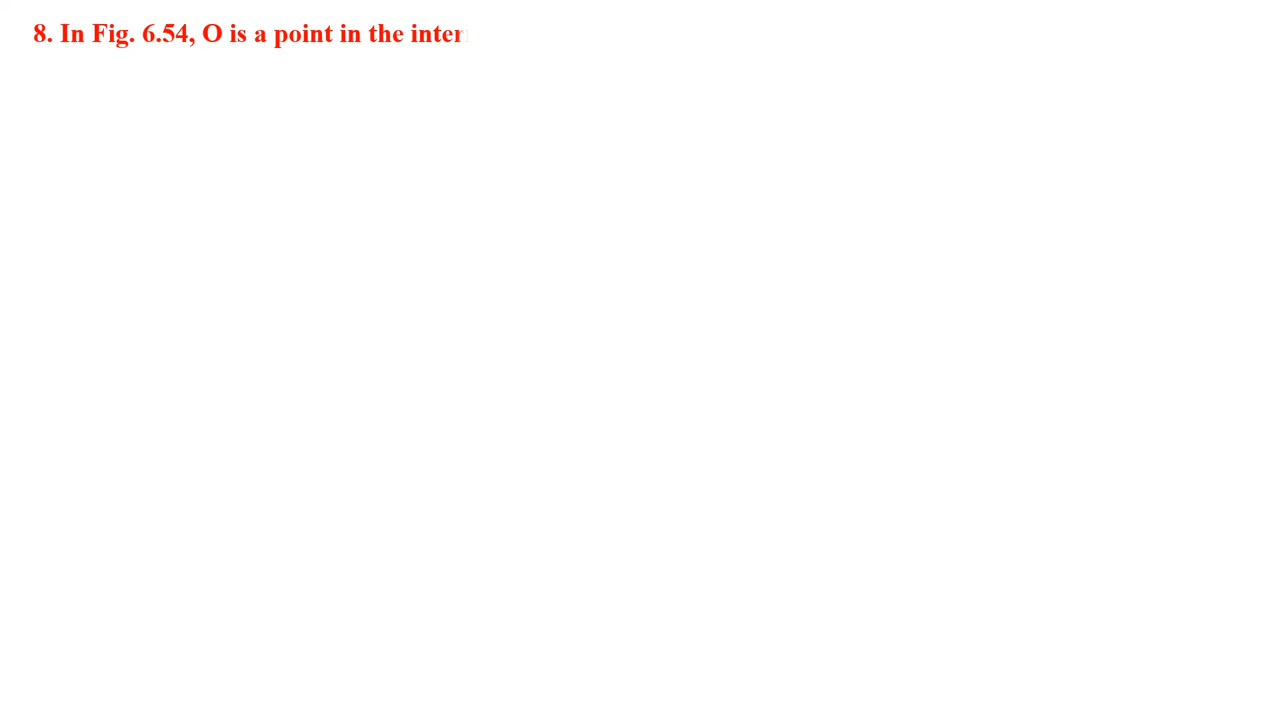 8. In Fig. 6.54, O is a point in the inter